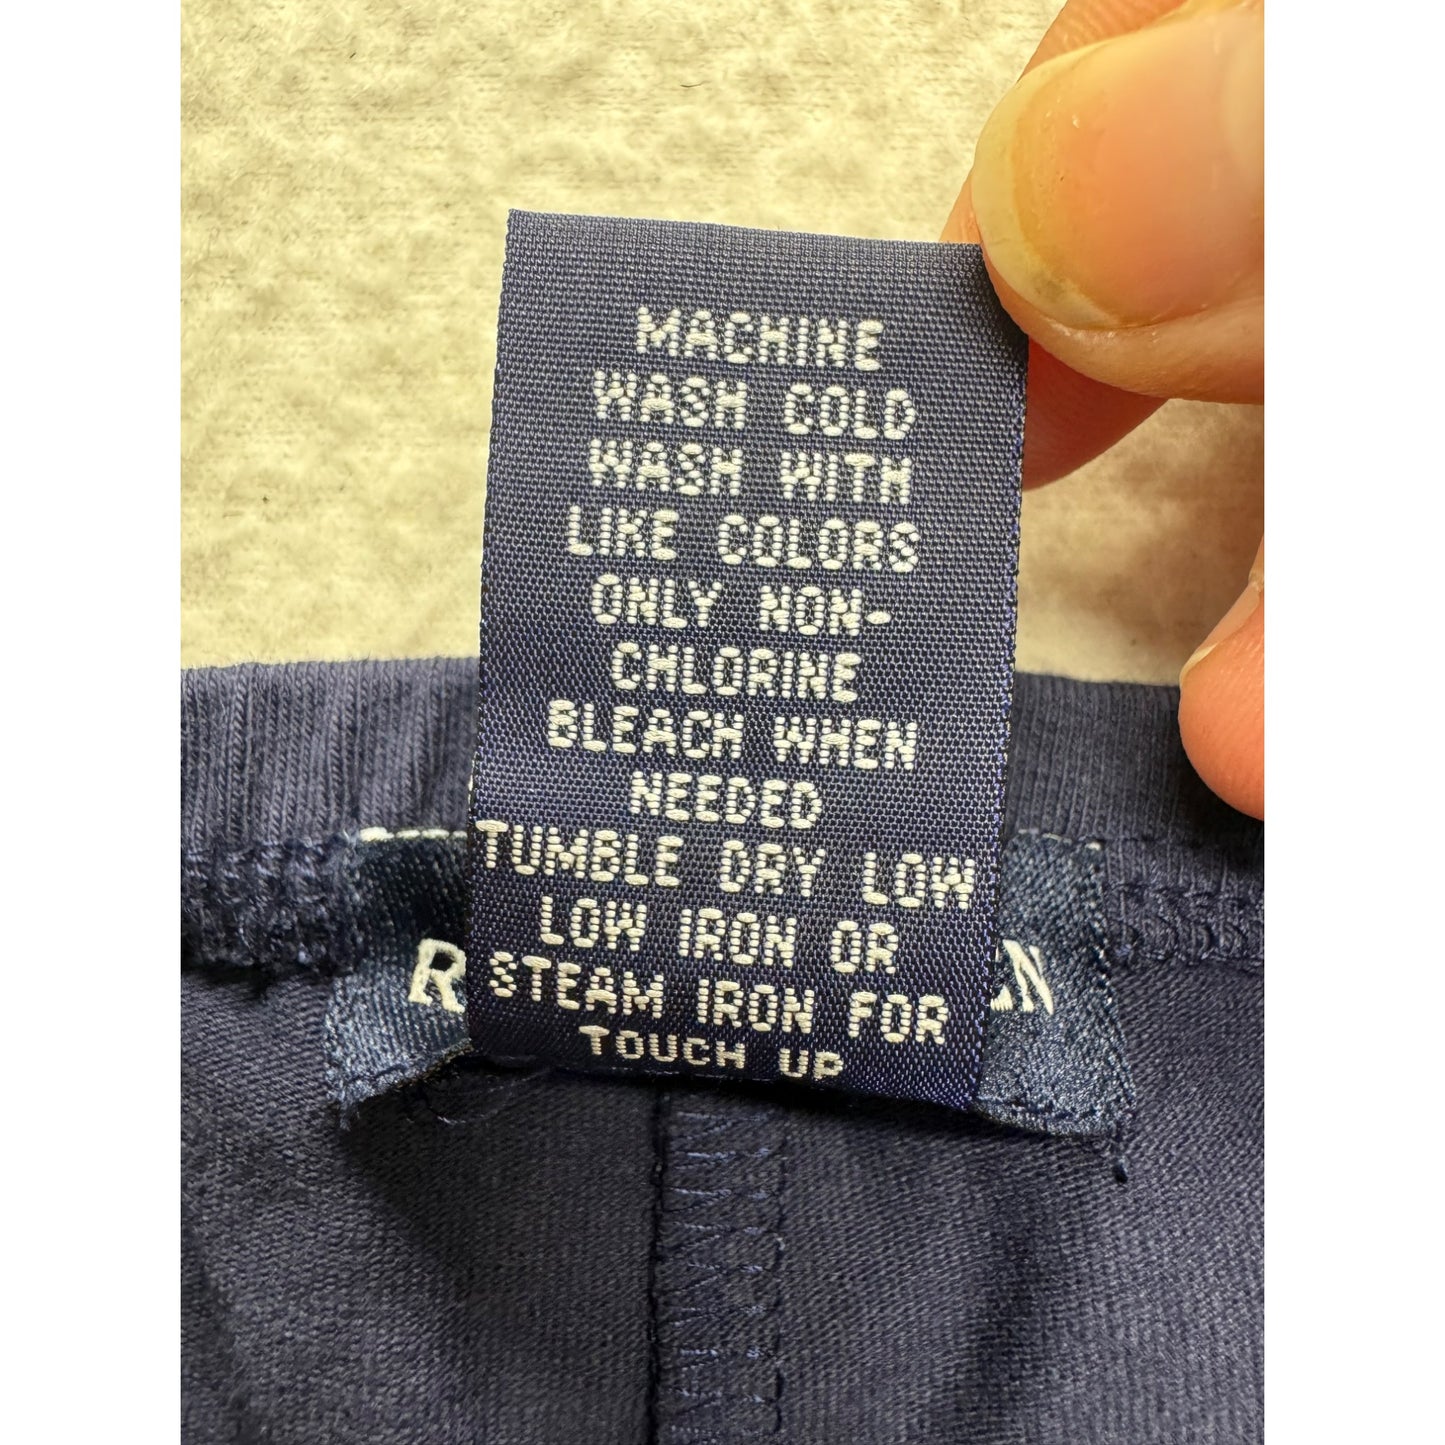 MACHINE
WASH COLD
WASH WITH
LIKE COLORS
ONLY NON-
CHLORINE
BLEACH WHEN
NEEDED
TUMBLE DRY LOW
LOW IRON OR
STEAM IRON FOR
TOUCH UP